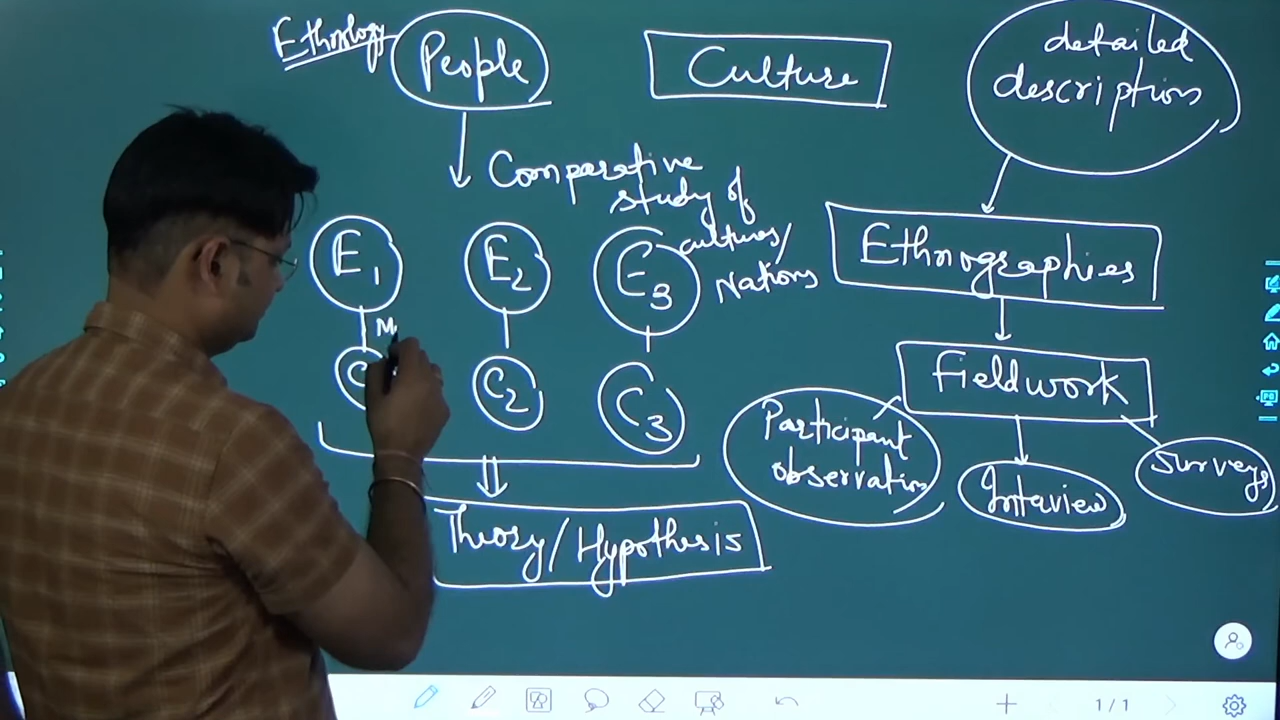 Ethnology
People
Culture
detailed
description
Comparative
study of
cultures/
Nations
E1
E2
E3
Ethnographies
M
C
C2
C3
Fieldwork
Participant
observation
Interview
Surveys
Theory/Hypothesis
1/1